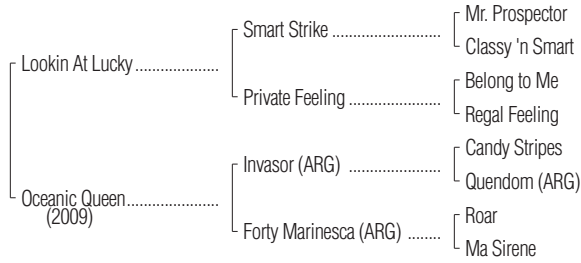 Mr. Prospector
Smart Strike ........................
Classy 'n Smart
Lookin At Lucky....................
Belong to Me
Private Feeling .....................
Regal Feeling
Candy Stripes
Invasor (ARG) .....................
Quendom (ARG)
Oceanic Queen.....................
(2009)
Roar
Forty Marinesca (ARG) ........
Ma Sirene